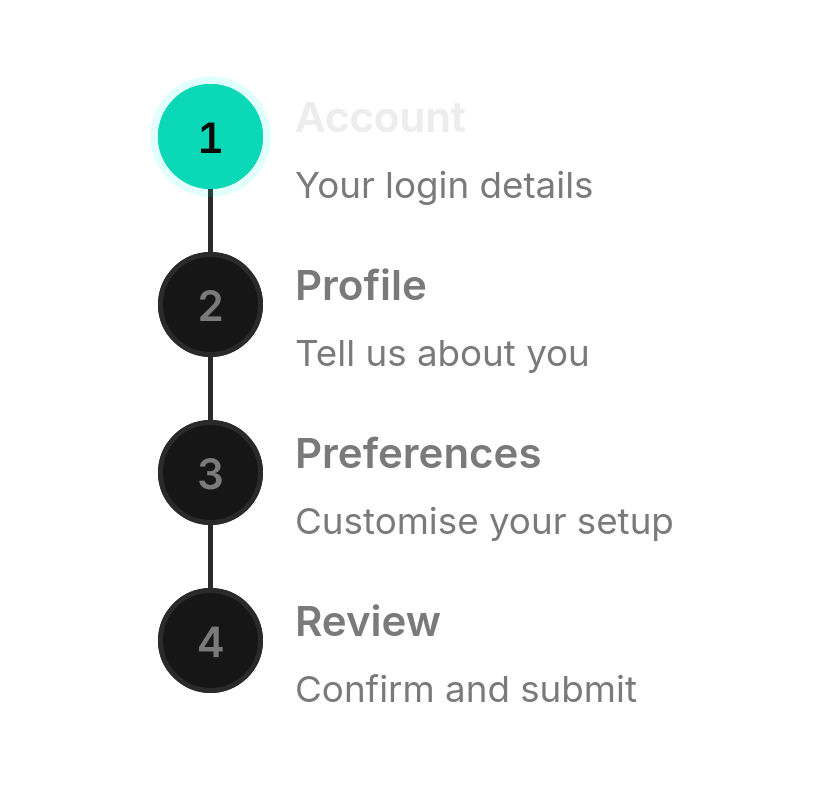 1
Account
Your login details
2
Profile
Tell us about you
3
Preferences
Customise your setup
4
Review
Confirm and submit